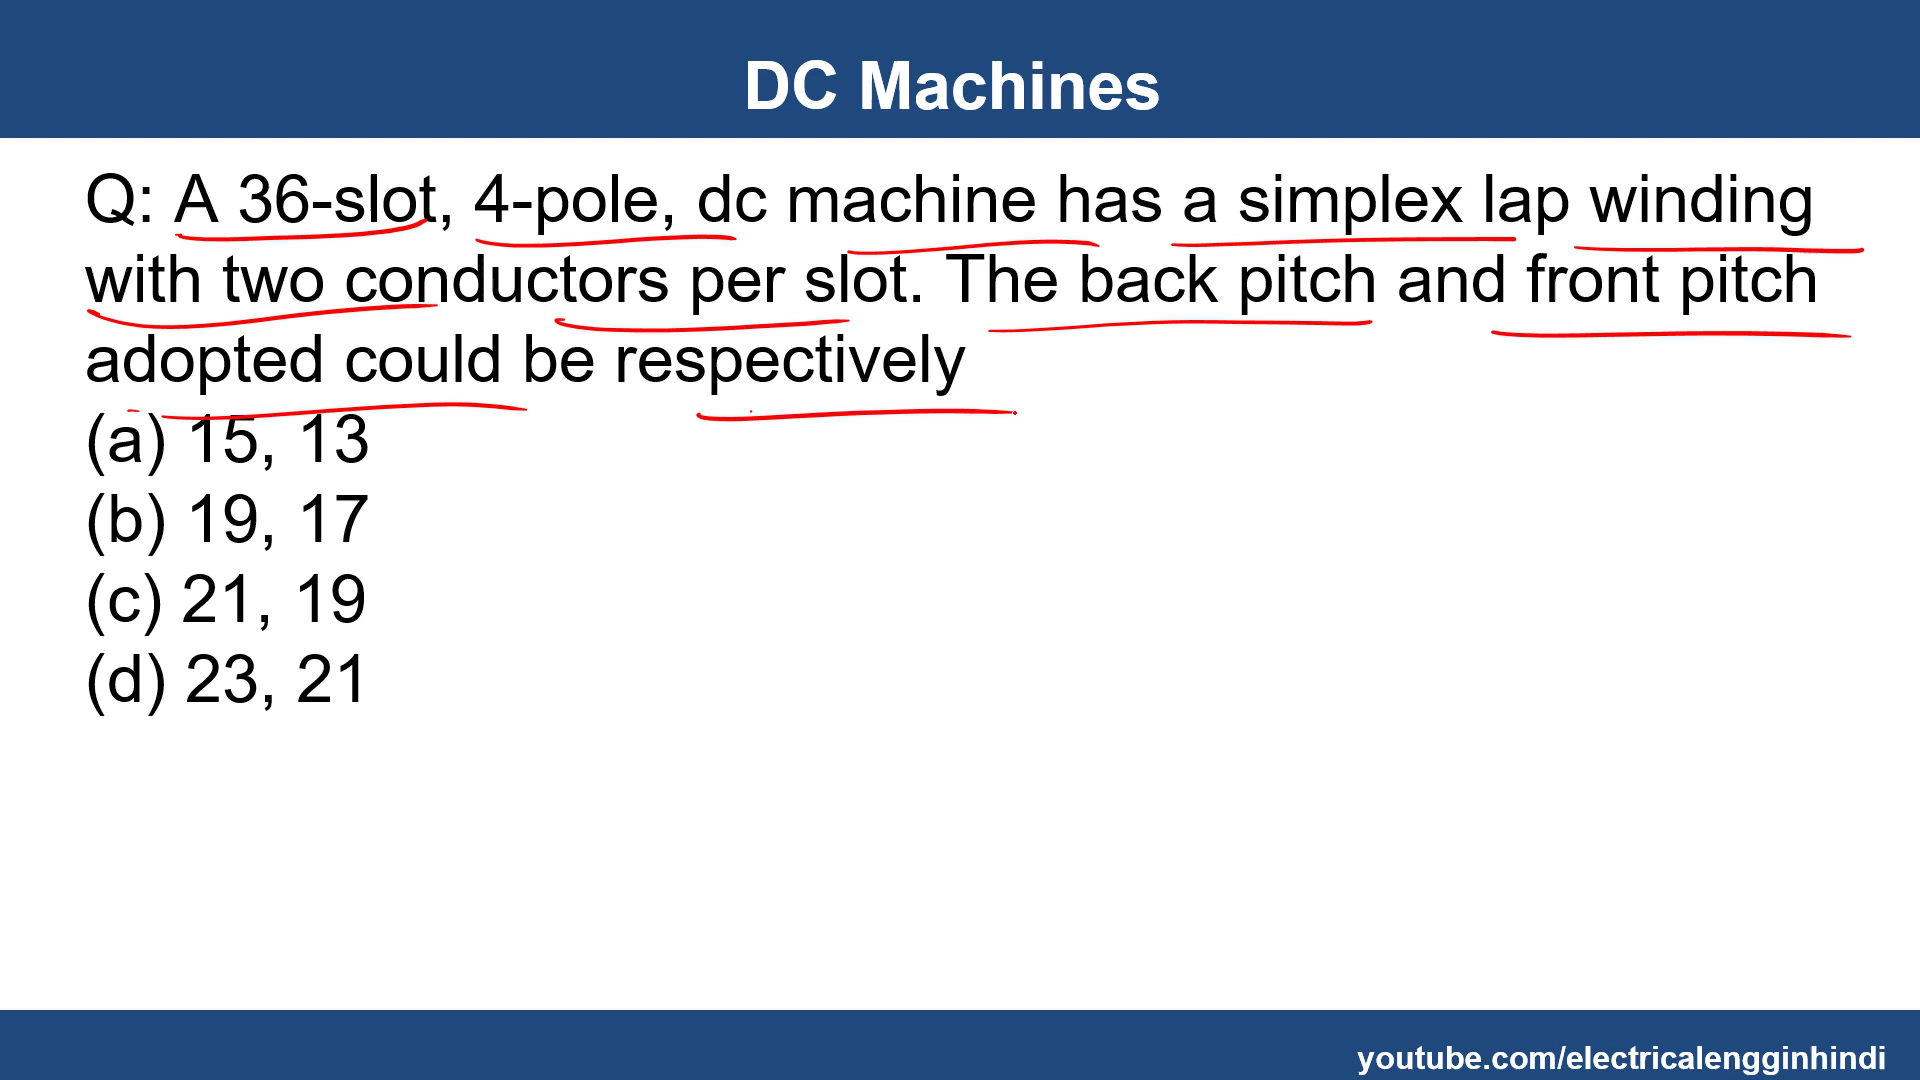 DC Machines
Q: A 36-slot, 4-pole, dc machine has a simplex lap winding
with two conductors per slot. The back pitch and front pitch
adopted could be respectively
(a) 15, 13
(b) 19, 17
(c) 21, 19
(d) 23, 21
youtube.com/electricalengginhindi